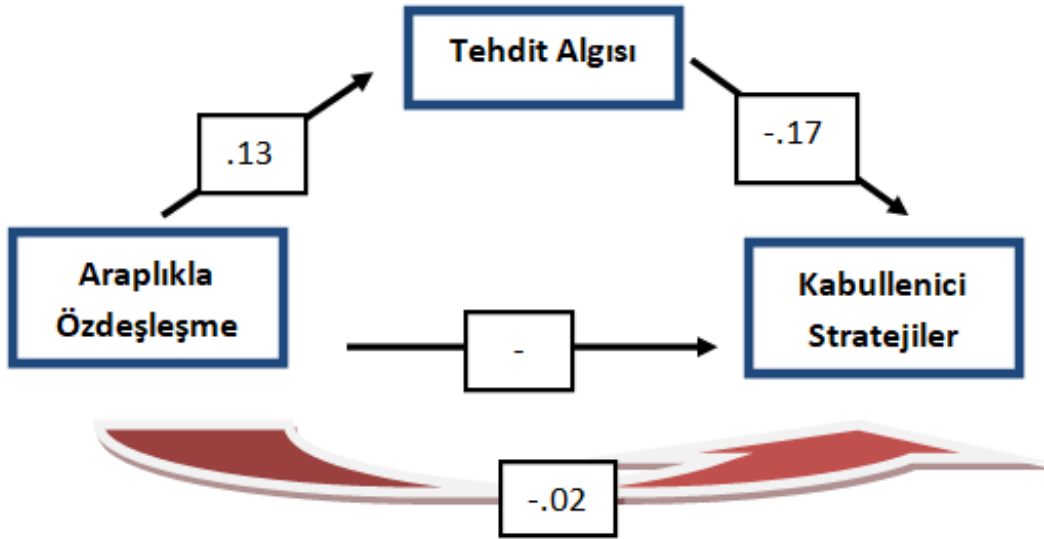 Tehdit Algısı
.13
-.17
Araplıkla
Özdeşleşme
-
Kabullenici
Stratejiler
-.02